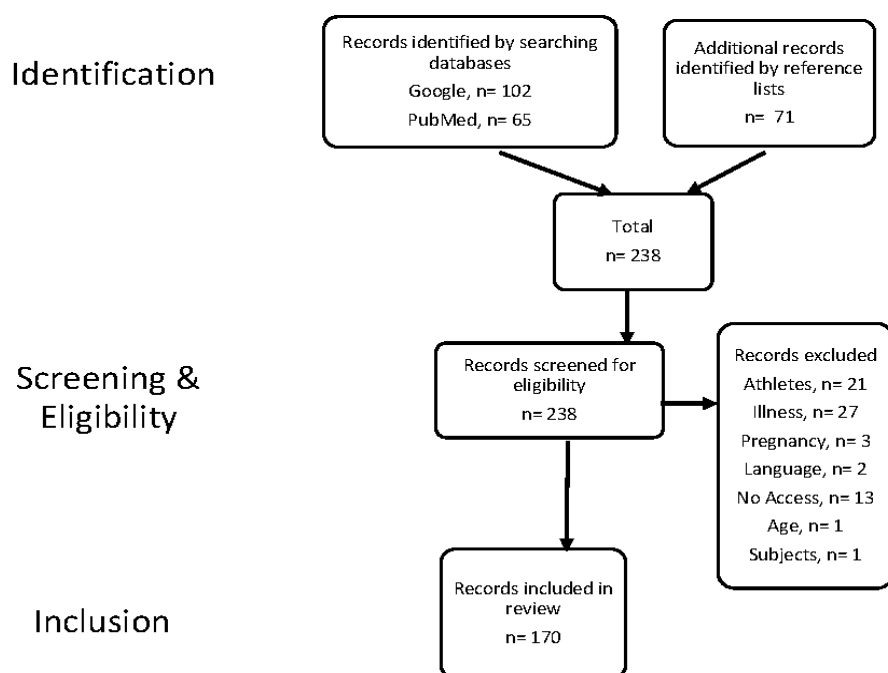 Identification
Records identified by searching
databases
Google, n= 102
PubMed, n= 65
Additional records
identified by reference
lists
n=  71
Total
n= 238
Screening &
Eligibility
Records screened for
eligibility
n= 238
Records excluded
Athletes, n= 21
Illness, n= 27
Pregnancy, n= 3
Language, n= 2
No Access, n= 13
Age, n= 1
Subjects, n= 1
Inclusion
Records included in
review
n= 170